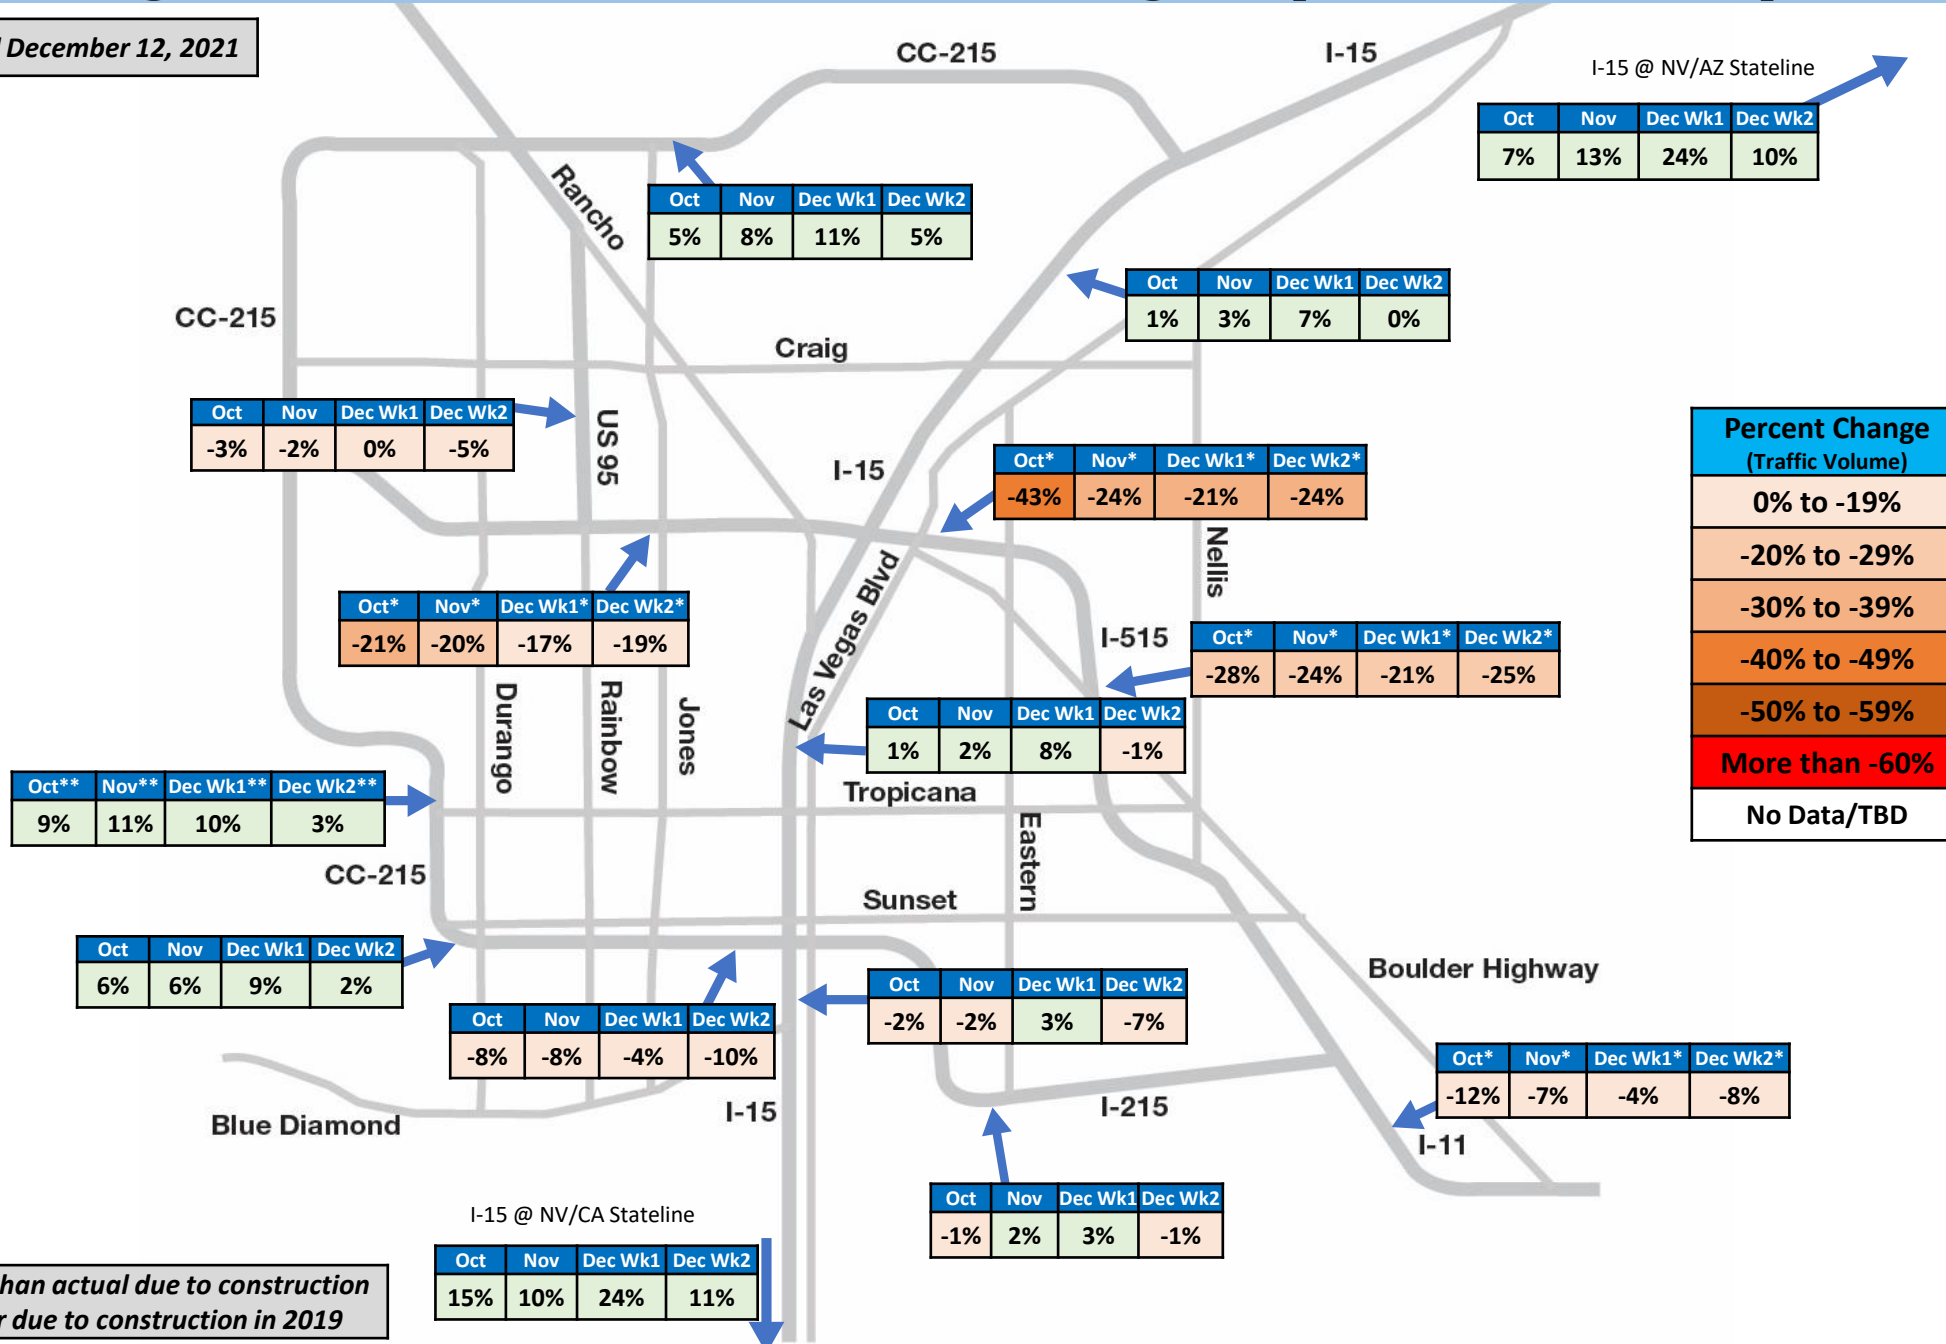 December 12, 2021
CC-215
I-15
I-15 @ NV/AZ Stateline
Oct Nov Dec Wk1 Dec Wk2
7% 13% 24% 10%
Rancho
Oct Nov Dec Wk1 Dec Wk2
5% 8% 11% 5%
Oct Nov Dec Wk1 Dec Wk2
1% 3% 7% 0%
CC-215
Craig
Oct Nov Dec Wk1 Dec Wk2
-3% -2% 0% -5%
US 95
I-15
Oct* Nov* Dec Wk1* Dec Wk2*
-43% -24% -21% -24%
Percent Change
(Traffic Volume)
0% to -19%
-20% to -29%
-30% to -39%
-40% to -49%
-50% to -59%
More than -60%
No Data/TBD
Nellis
Las Vegas Blvd
Oct* Nov* Dec Wk1* Dec Wk2*
-21% -20% -17% -19%
I-515
Oct* Nov* Dec Wk1* Dec Wk2*
-28% -24% -21% -25%
Durango
Rainbow
Jones
Oct Nov Dec Wk1 Dec Wk2
1% 2% 8% -1%
Oct** Nov** Dec Wk1** Dec Wk2**
9% 11% 10% 3%
Tropicana
Eastern
CC-215
Sunset
Oct Nov Dec Wk1 Dec Wk2
6% 6% 9% 2%
Boulder Highway
Oct Nov Dec Wk1 Dec Wk2
-8% -8% -4% -10%
Oct Nov Dec Wk1 Dec Wk2
-2% -2% 3% -7%
Oct* Nov* Dec Wk1* Dec Wk2*
-12% -7% -4% -8%
Blue Diamond
I-15
I-215
I-11
Oct Nov Dec Wk1 Dec Wk2
-1% 2% 3% -1%
I-15 @ NV/CA Stateline
Oct Nov Dec Wk1 Dec Wk2
15% 10% 24% 11%
han actual due to construction
r due to construction in 2019